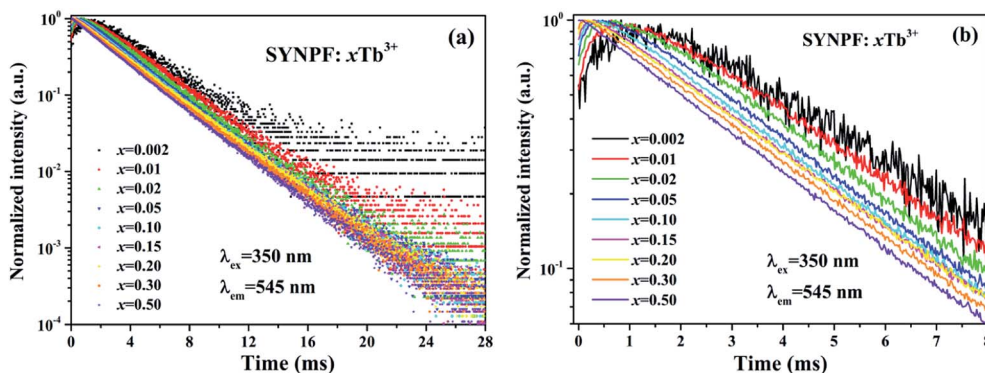 (a)
SYNPF: xTb³⁺
Normalized intensity (a.u.)
10⁰
10⁻¹
10⁻²
10⁻³
10⁻⁴
x=0.002
x=0.01
x=0.02
x=0.05
x=0.10
x=0.15
x=0.20
x=0.30
x=0.50
λex=350 nm
λem=545 nm
0 4 8 12 16 20 24 28
Time (ms)
(b)
SYNPF: xTb³⁺
Normalized intensity (a.u.)
10⁰
10⁻¹
x=0.002
x=0.01
x=0.02
x=0.05
x=0.10
x=0.15
x=0.20
x=0.30
x=0.50
λex=350 nm
λem=545 nm
0 1 2 3 4 5 6 7 8
Time (ms)